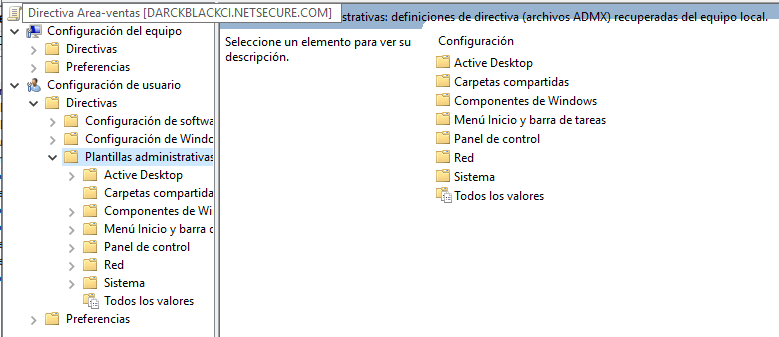 Directiva Area-ventas [DARCKBLACKCI.NETSECURE.COM]
strativas: definiciones de directiva (archivos ADMX) recuperadas del equipo local.
Configuración del equipo
Directivas
Preferencias
Configuración de usuario
Directivas
Configuración de softwa
Configuración de Windo
Plantillas administrativas
Active Desktop
Carpetas compartida
Componentes de Wi
Menú Inicio y barra d
Panel de control
Red
Sistema
Todos los valores
Preferencias
Seleccione un elemento para ver su
descripción.
Configuración
Active Desktop
Carpetas compartidas
Componentes de Windows
Menú Inicio y barra de tareas
Panel de control
Red
Sistema
Todos los valores